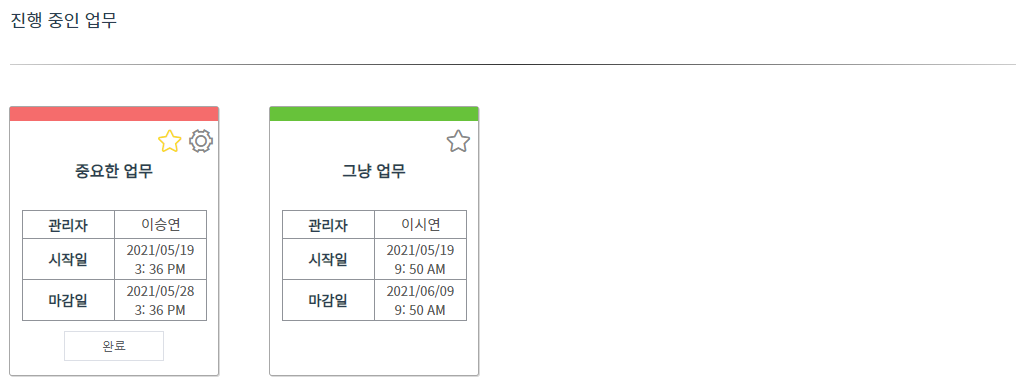 진행 중인 업무
중요한 업무
관리자 이승연
시작일 2021/05/19
3: 36 PM
마감일 2021/05/28
3: 36 PM
완료
그냥 업무
관리자 이시연
시작일 2021/05/19
9: 50 AM
마감일 2021/06/09
9: 50 AM